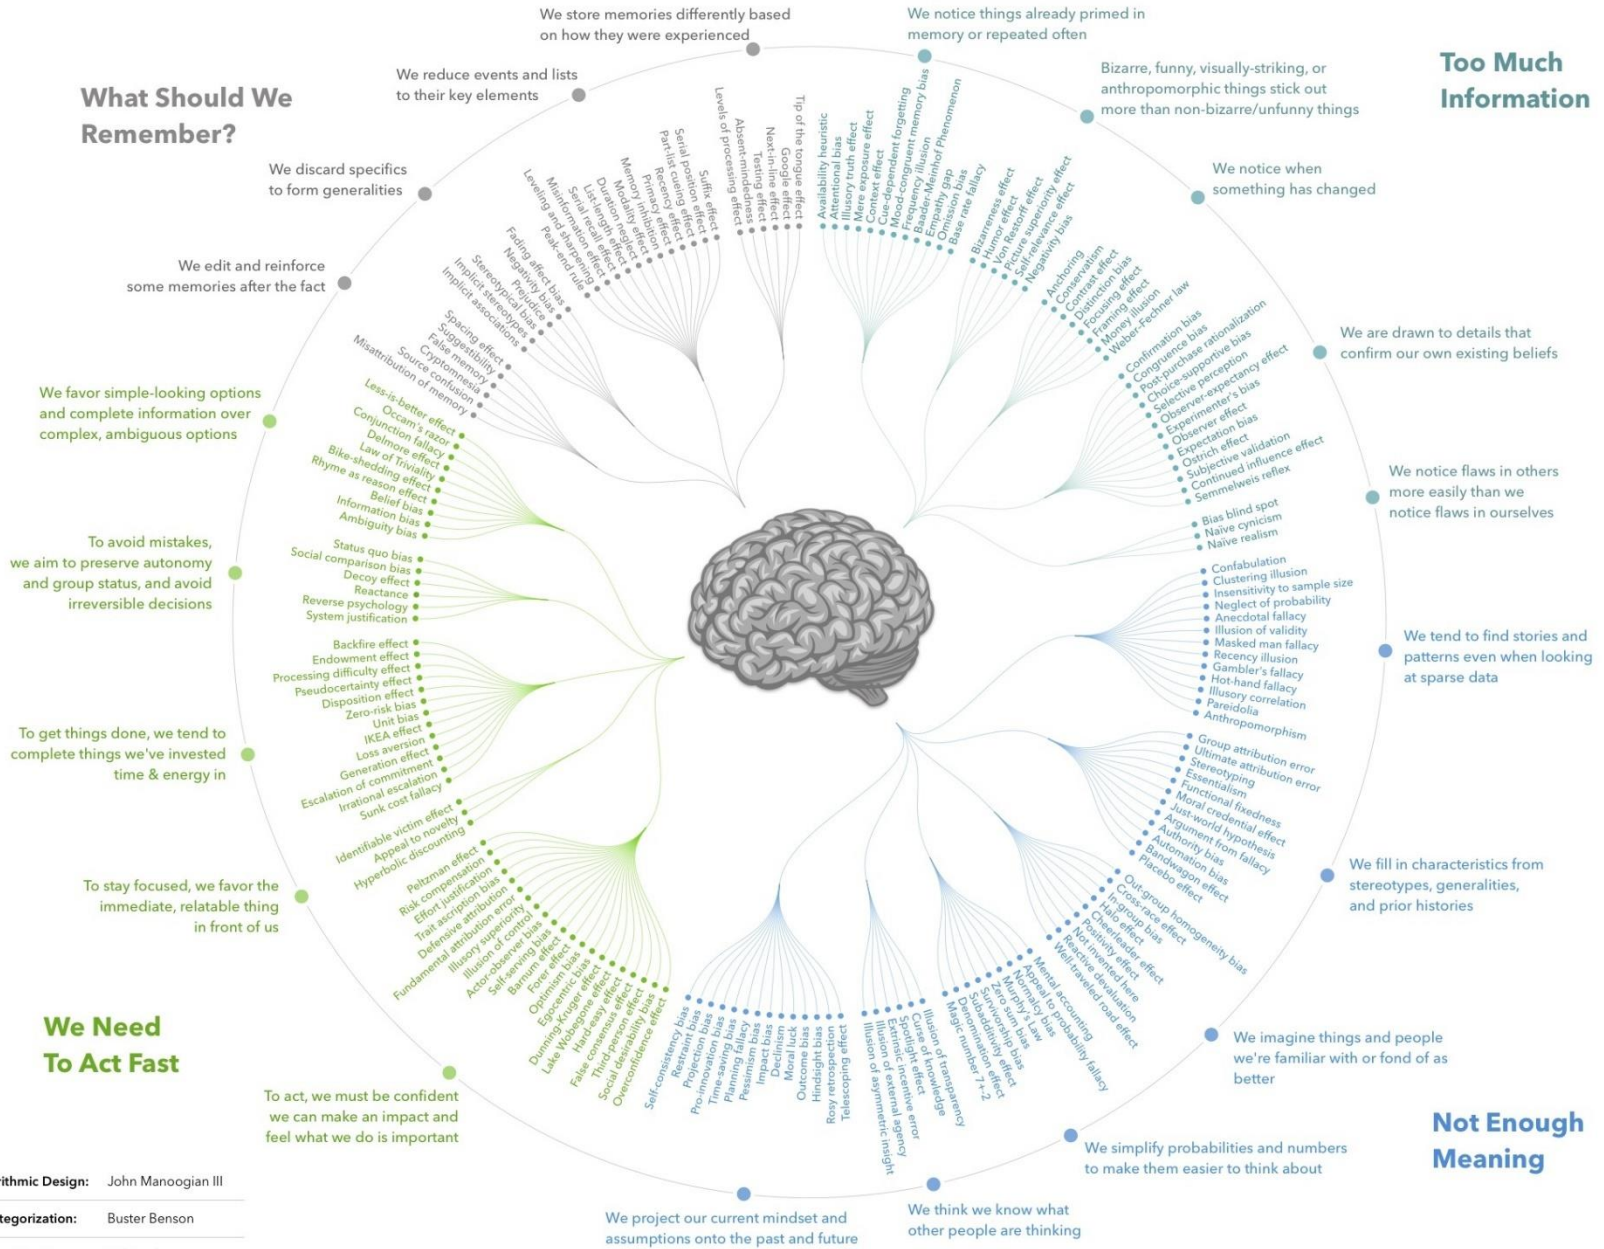 What Should We
Remember?
We store memories differently based
on how they were experienced
We reduce events and lists
to their key elements
We discard specifics
to form generalities
We edit and reinforce
some memories after the fact
Tip of the tongue effect
Google effect
Next-in-line effect
Testing effect
Absent-mindedness
Levels of processing effect
Suffix effect
Serial position effect
Part-list cueing effect
Recency effect
Primacy effect
Memory inhibition
Modality effect
Duration neglect
List-length effect
Serial recall effect
Misinformation effect
Leveling and sharpening
Peak-end rule
Fading affect bias
Negativity bias
Prejudice
Stereotypical bias
Implicit stereotypes
Implicit associations
Spacing effect
Suggestibility
False memory
Cryptomnesia
Source confusion
Misattribution of memory
Too Much
Information
We notice things already primed in
memory or repeated often
Bizarre, funny, visually-striking, or
anthropomorphic things stick out
more than non-bizarre/unfunny things
We notice when
something has changed
We are drawn to details that
confirm our own existing beliefs
We notice flaws in others
more easily than we
notice flaws in ourselves
Availability heuristic
Attentional bias
Illusory truth effect
Mere exposure effect
Context effect
Cue-dependent forgetting
Mood-congruent memory bias
Frequency illusion
Baader-Meinhof Phenomenon
Empathy gap
Omission bias
Base rate fallacy
Bizarreness effect
Humor effect
Von Restorff effect
Picture superiority effect
Self-relevance effect
Negativity bias
Anchoring
Conservatism
Contrast effect
Distinction bias
Focusing effect
Framing effect
Money illusion
Weber-Fechner law
Confirmation bias
Congruence bias
Post-purchase rationalization
Choice-supportive bias
Selective perception
Observer-expectancy effect
Experimenter's bias
Observer effect
Expectation bias
Ostrich effect
Subjective validation
Continued influence effect
Semmelweis reflex
Bias blind spot
Naïve cynicism
Naïve realism
We tend to find stories and
patterns even when looking
at sparse data
We fill in characteristics from
stereotypes, generalities,
and prior histories
We imagine things and people
we're familiar with or fond of as
better
We simplify probabilities and numbers
to make them easier to think about
We think we know what
other people are thinking
We project our current mindset and
assumptions onto the past and future
Not Enough
Meaning
Confabulation
Clustering illusion
Insensitivity to sample size
Neglect of probability
Anecdotal fallacy
Illusion of validity
Masked man fallacy
Recency illusion
Gambler's fallacy
Hot-hand fallacy
Illusory correlation
Pareidolia
Anthropomorphism
Group attribution error
Ultimate attribution error
Stereotyping
Essentialism
Functional fixedness
Moral credential effect
Just-world hypothesis
Argument from fallacy
Authority bias
Automation bias
Bandwagon effect
Placebo effect
Out-group homogeneity bias
Cross-race effect
In-group bias
Halo effect
Cheerleader effect
Positivity effect
Not invented here
Reactive devaluation
Well-traveled road effect
Mental accounting
Appeal to probability fallacy
Normalcy bias
Murphy's Law
Zero sum bias
Survivorship bias
Subadditivity effect
Denomination effect
Magic number 7+-2
Illusion of transparency
Curse of knowledge
Spotlight effect
Extrinsic incentive error
Illusion of external agency
Illusion of asymmetric insight
Telescoping effect
Rosy retrospection
Hindsight bias
Outcome bias
Moral luck
Declinism
Impact bias
Pessimism bias
Planning fallacy
Time-saving bias
Pro-innovation bias
Projection bias
Restraint bias
Self-consistency bias
We favor simple-looking options
and complete information over
complex, ambiguous options
To avoid mistakes,
we aim to preserve autonomy
and group status, and avoid
irreversible decisions
To get things done, we tend to
complete things we've invested
time & energy in
To stay focused, we favor the
immediate, relatable thing
in front of us
To act, we must be confident
we can make an impact and
feel what we do is important
We Need
To Act Fast
Less-is-better effect
Occam's razor
Conjunction fallacy
Delmore effect
Law of Triviality
Bike-shedding effect
Rhyme as reason effect
Belief bias
Information bias
Ambiguity bias
Status quo bias
Social comparison bias
Decoy effect
Reactance
Reverse psychology
System justification
Backfire effect
Endowment effect
Processing difficulty effect
Pseudocertainty effect
Disposition effect
Zero-risk bias
Unit bias
IKEA effect
Loss aversion
Generation effect
Escalation of commitment
Irrational escalation
Sunk cost fallacy
Identifiable victim effect
Appeal to novelty
Hyperbolic discounting
Peltzman effect
Risk compensation
Effort justification
Trait ascription bias
Defensive attribution
Fundamental attribution error
Illusory superiority
Illusion of control
Actor-observer bias
Self-serving bias
Barnum effect
Forer effect
Optimism bias
Egocentric bias
Dunning-Kruger effect
Lake Wobegone effect
Hard-easy effect
False consensus effect
Third-person effect
Social desirability bias
Overconfidence effect
rithmic Design: John Manoogian III
tegorization: Buster Benson